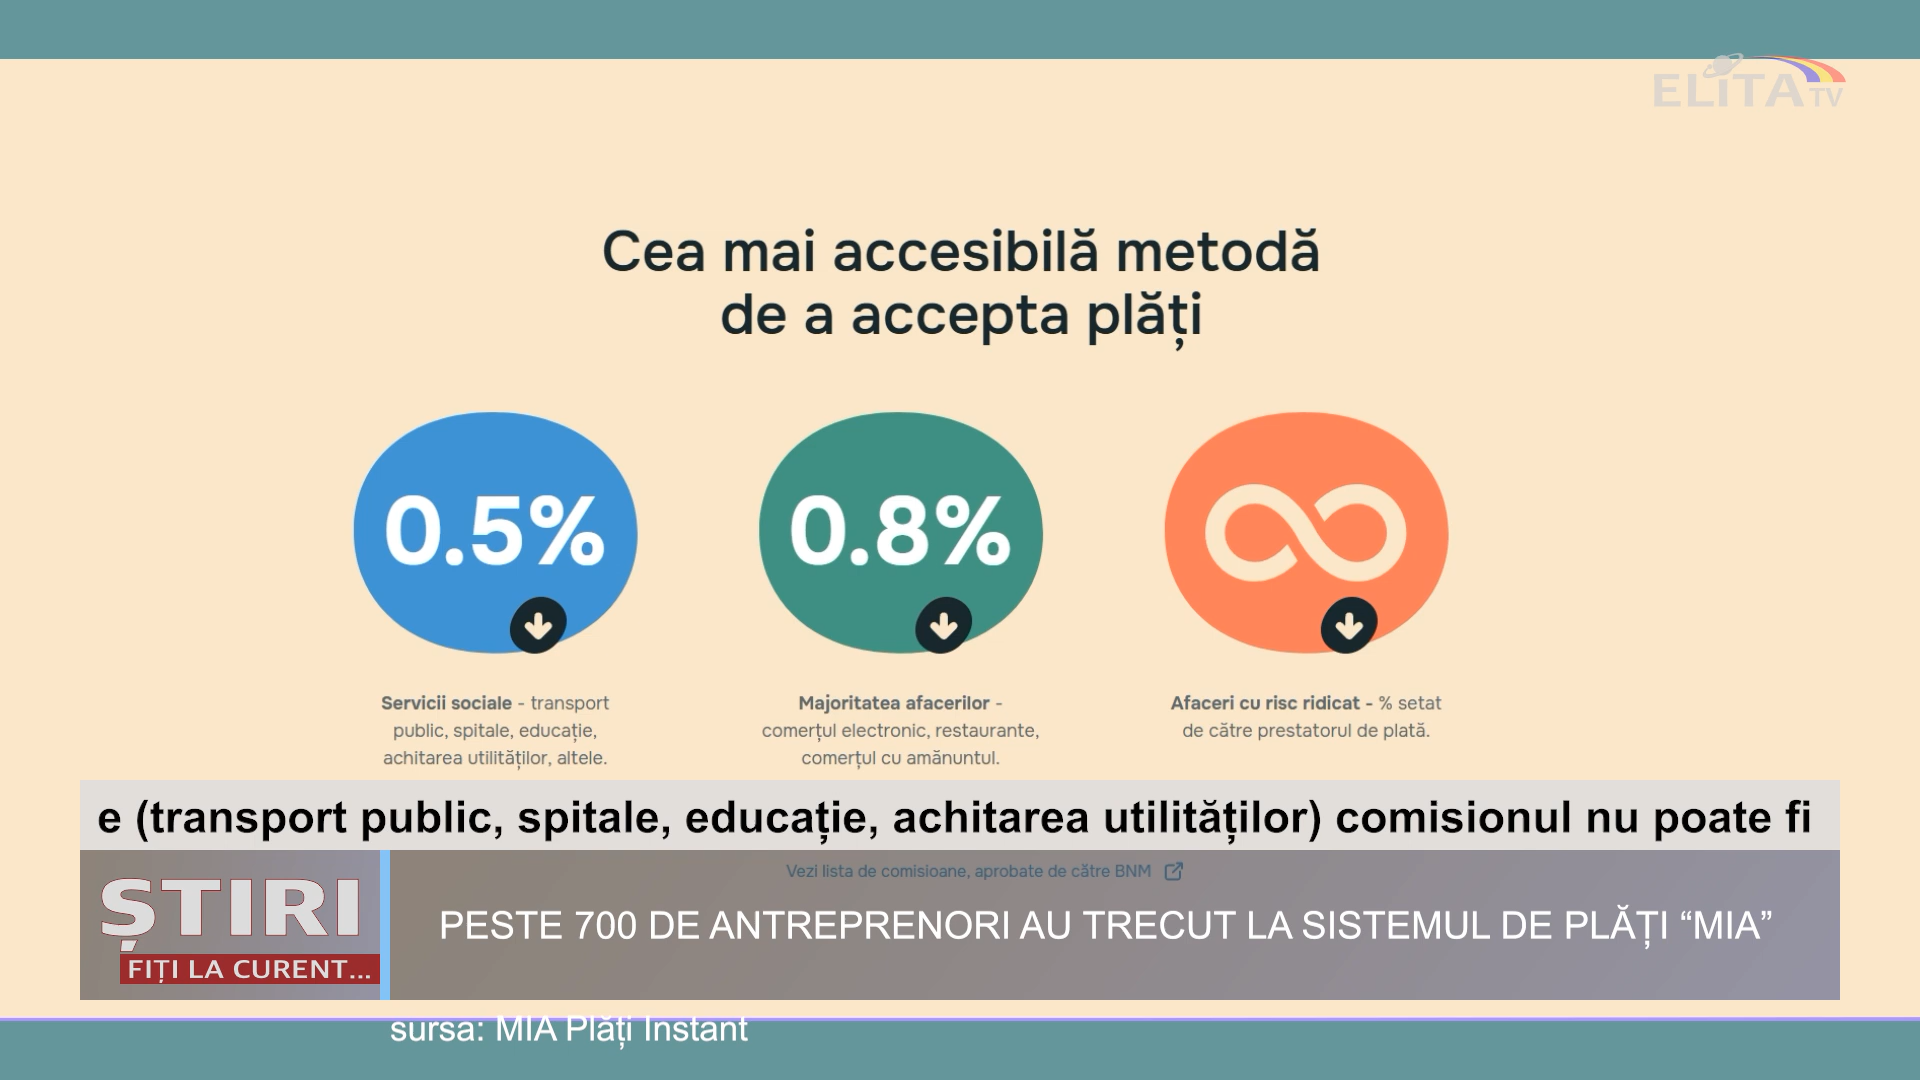 ELiTA TV
Cea mai accesibilă metodă
de a accepta plăți
0.5%
0.8%
Servicii sociale - transport
public, spitale, educație,
achitarea utilităților, altele.
Majoritatea afacerilor -
comerțul electronic, restaurante,
comerțul cu amănuntul.
Afaceri cu risc ridicat - % setat
de către prestatorul de plată.
e (transport public, spitale, educație, achitarea utilităților) comisionul nu poate fi
Vezi lista de comisioane, aprobate de către BNM
ȘTIRI
FIȚI LA CURENT...
PESTE 700 DE ANTREPRENORI AU TRECUT LA SISTEMUL DE PLĂȚI “MIA”
sursa: MIA Plăți Instant